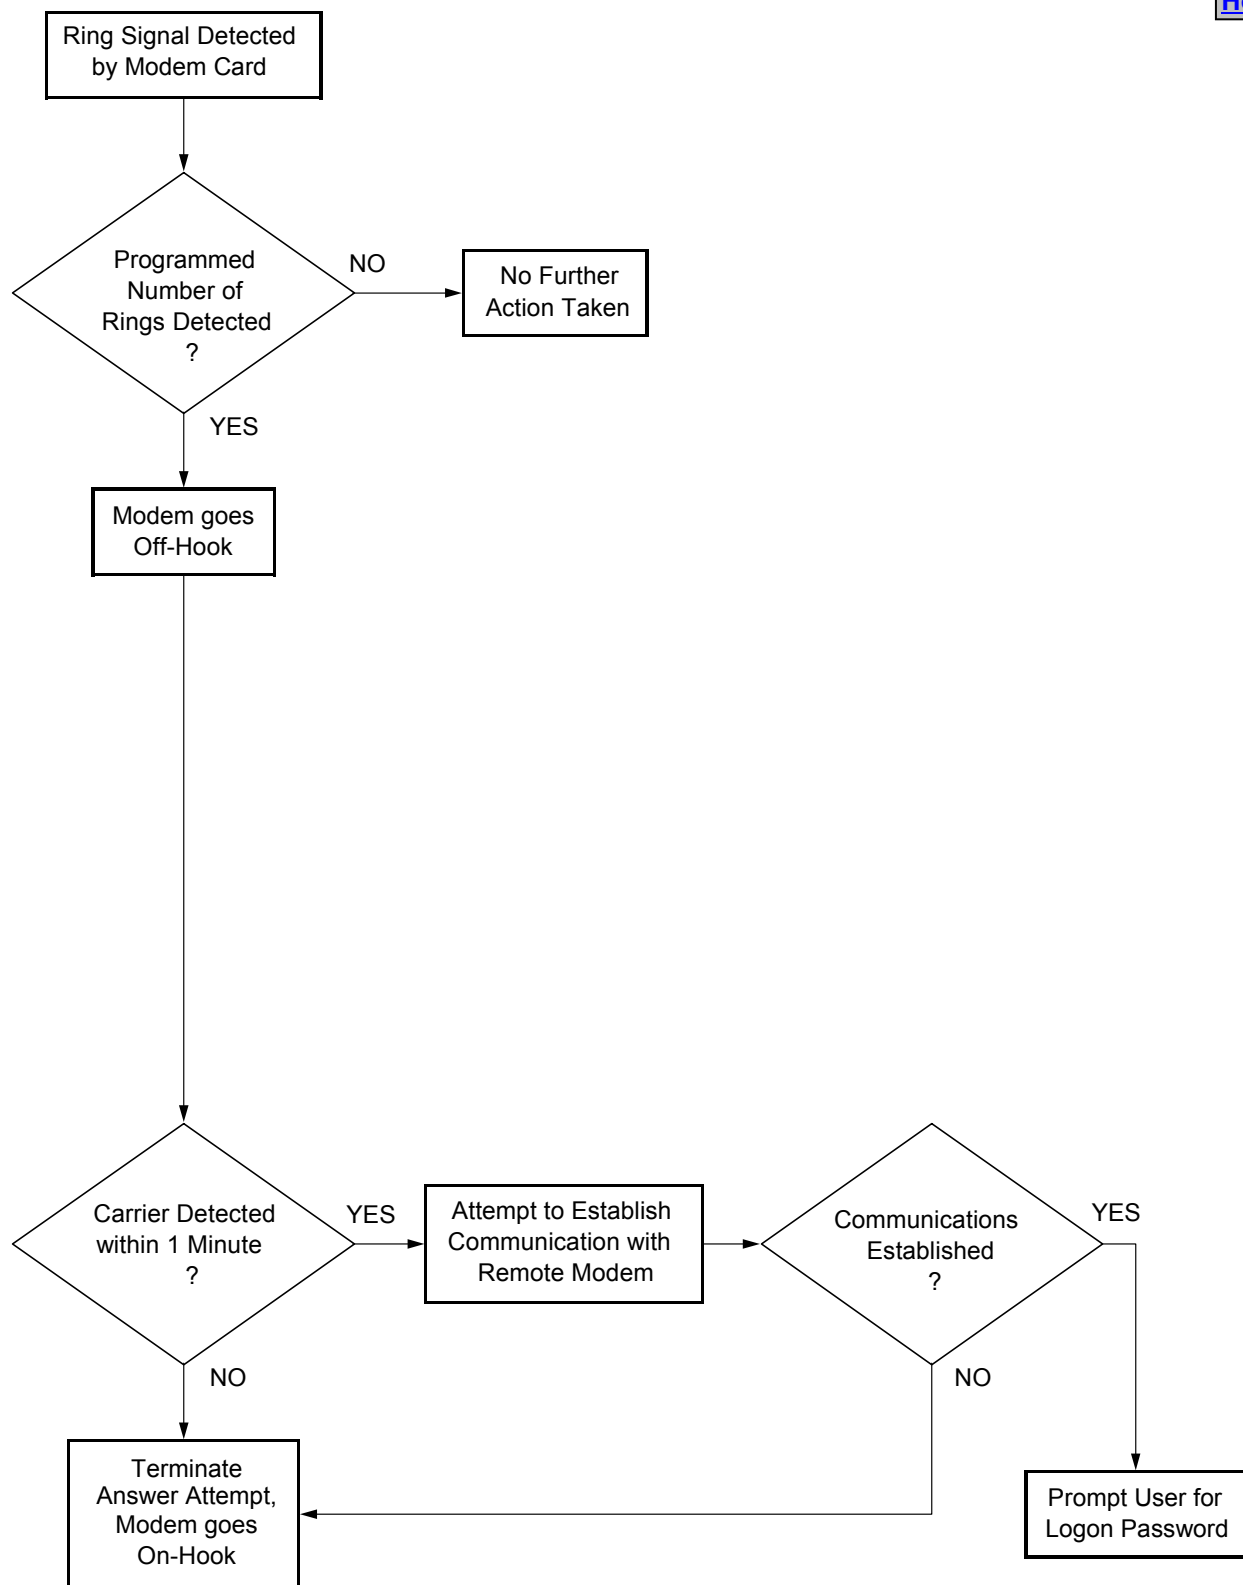 Ring Signal Detected
by Modem Card
Programmed
Number of
Rings Detected
?
NO
No Further
Action Taken
YES
Modem goes
Off-Hook
Carrier Detected
within 1 Minute
?
YES
Attempt to Establish
Communication with
Remote Modem
Communications
Established
?
YES
NO
NO
Terminate
Answer Attempt,
Modem goes
On-Hook
Prompt User for
Logon Password